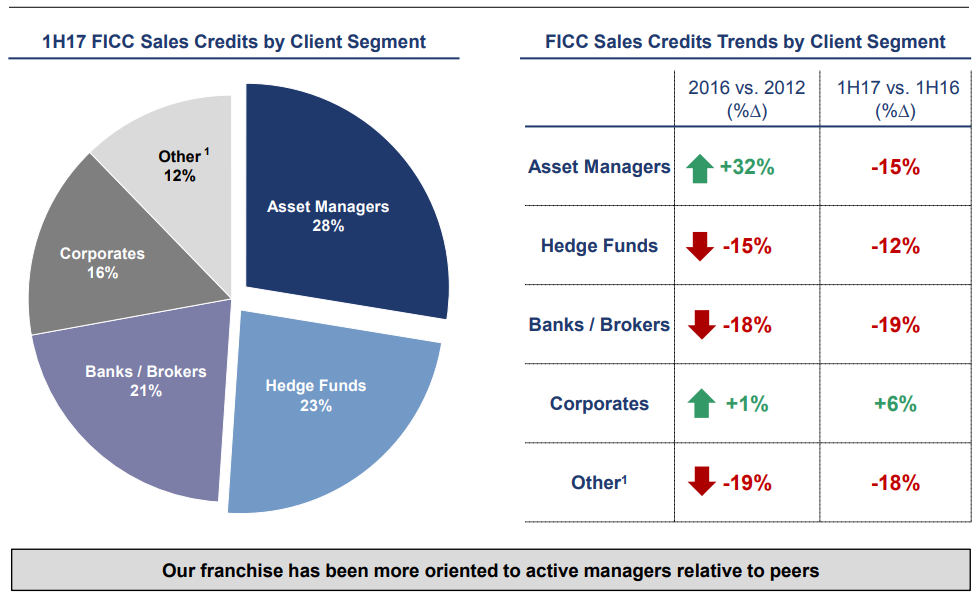 1H17 FICC Sales Credits by Client Segment
Other 1
12%
Asset Managers
28%
Corporates
16%
Banks / Brokers
21%
Hedge Funds
23%
FICC Sales Credits Trends by Client Segment
2016 vs. 2012 1H17 vs. 1H16
(%Δ) (%Δ)
Asset Managers +32% -15%
Hedge Funds -15% -12%
Banks / Brokers -18% -19%
Corporates +1% +6%
Other1 -19% -18%
Our franchise has been more oriented to active managers relative to peers